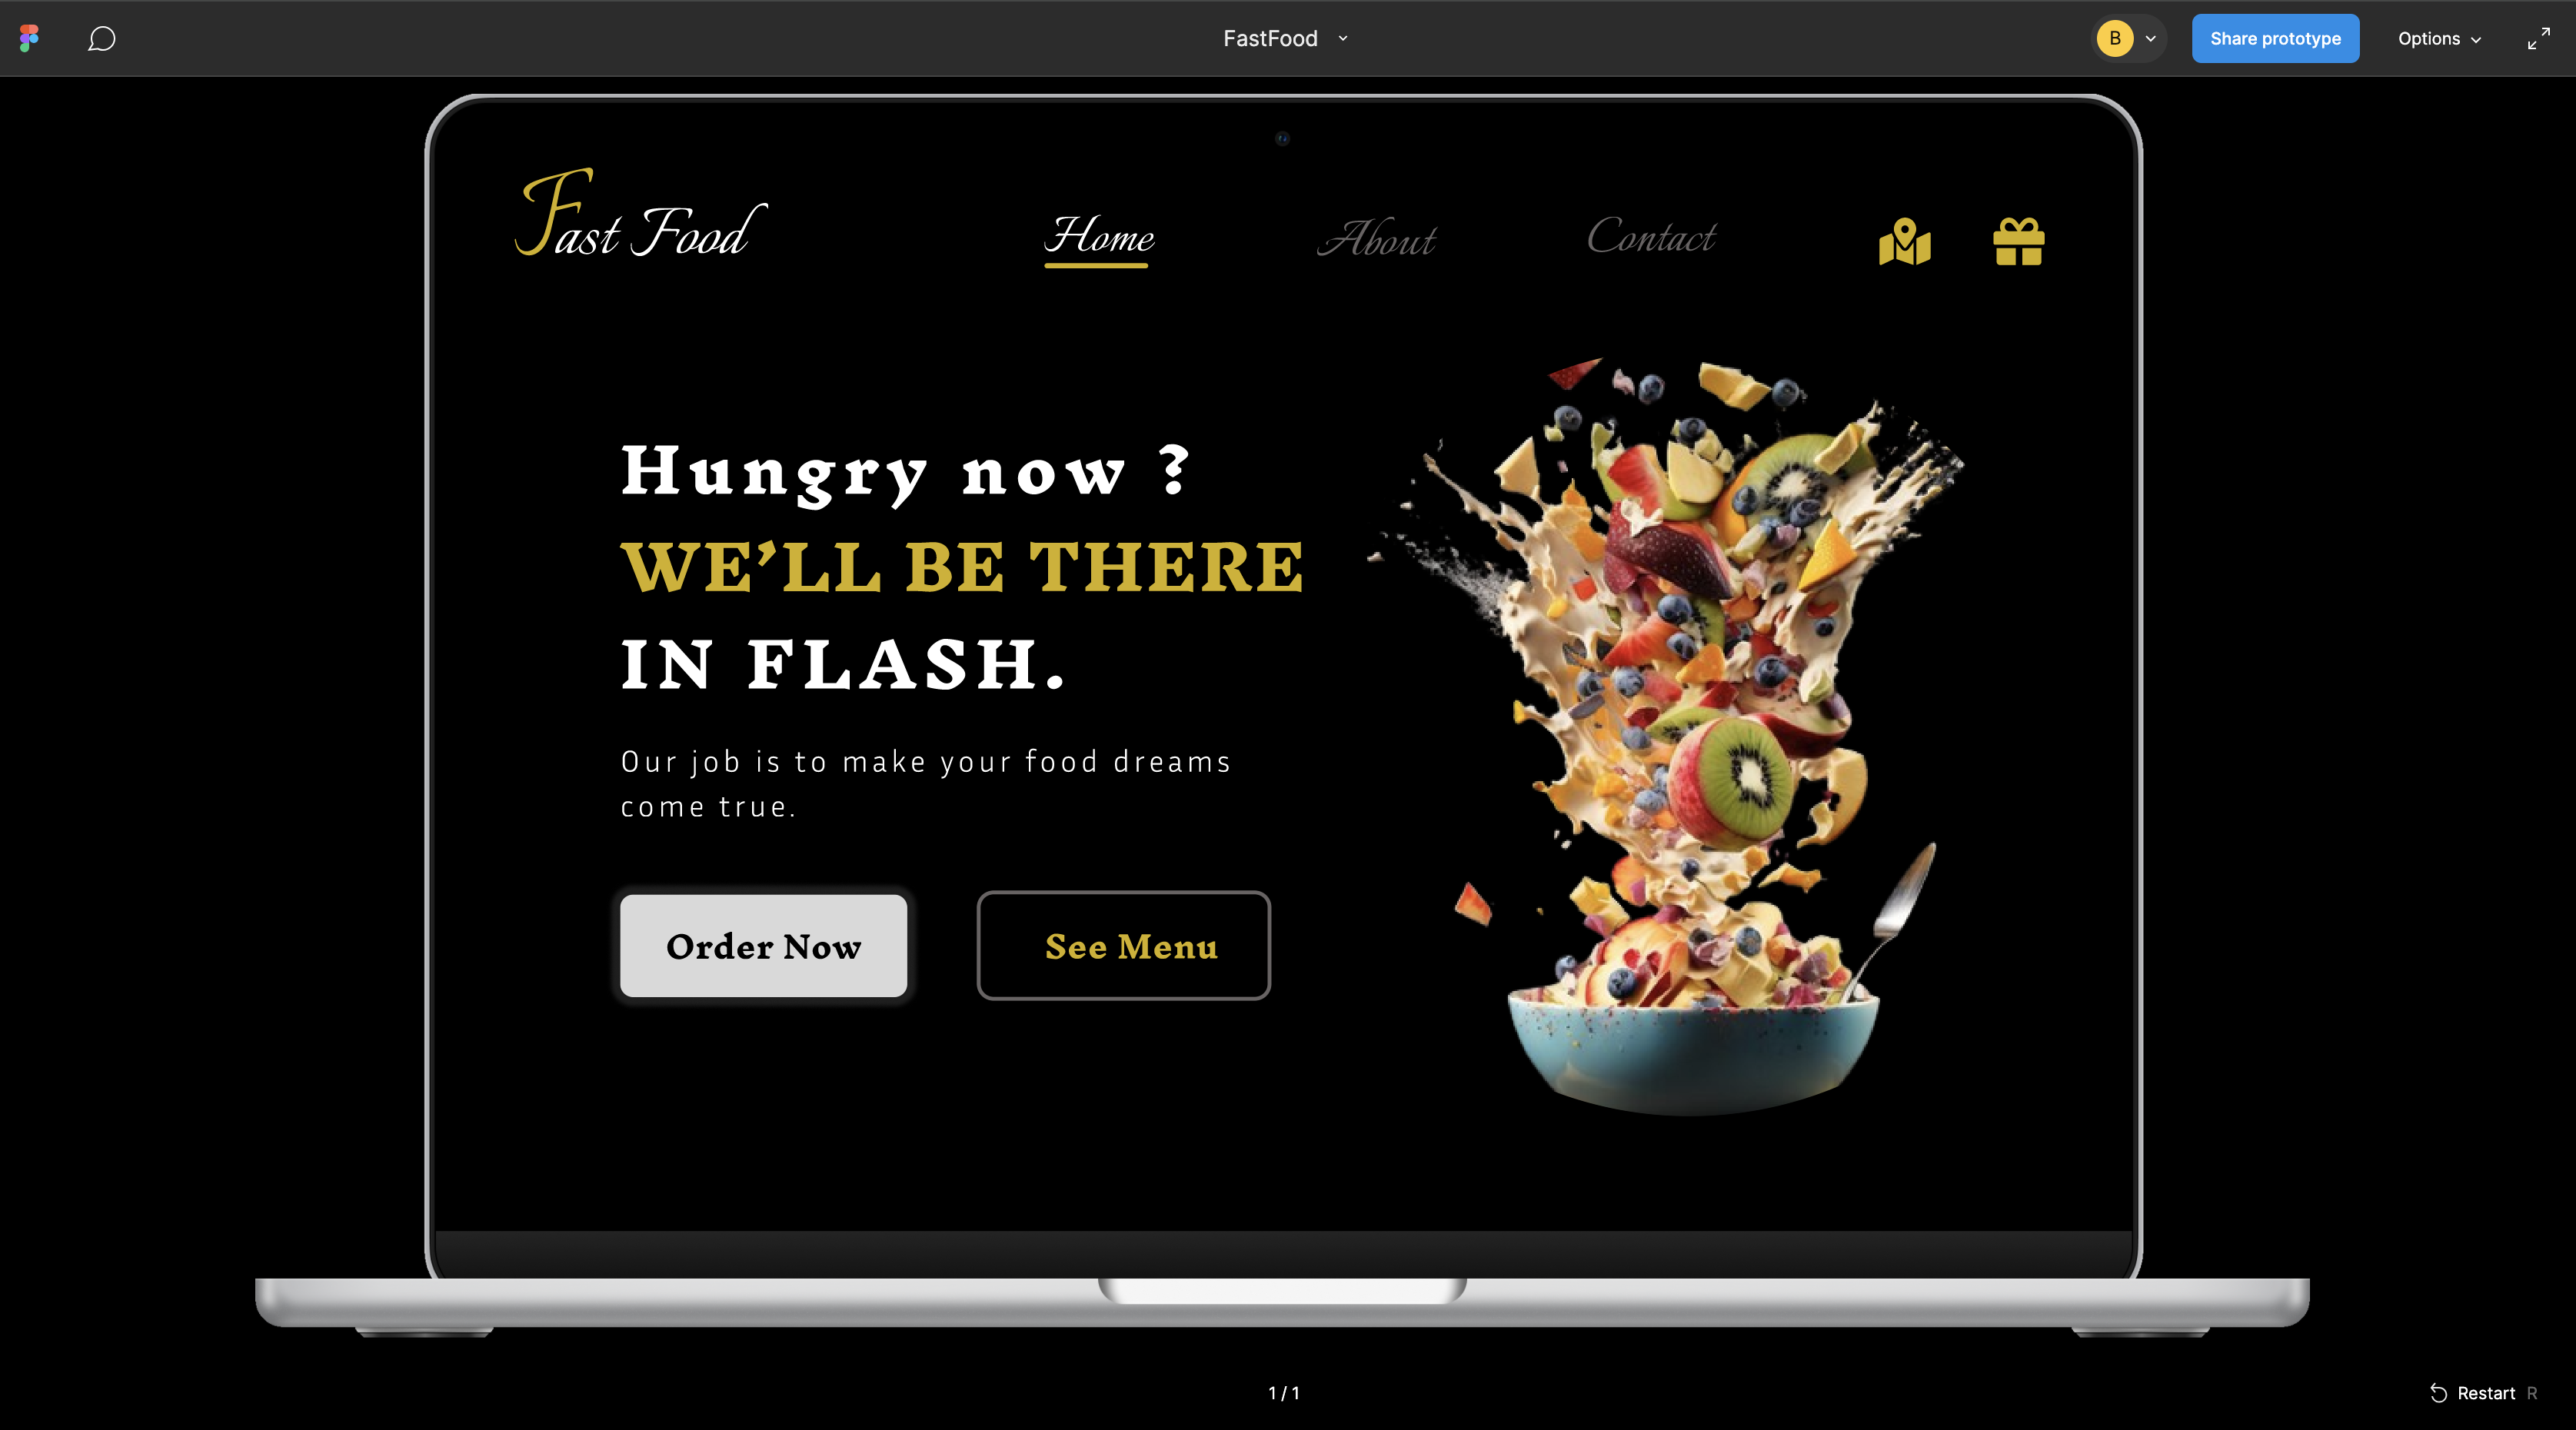 FastFood
B
Share prototype
Options
Fast Food
Home
About
Contact
Hungry now ?
WE’LL BE THERE
IN FLASH.
Our job is to make your food dreams
come true.
Order Now
See Menu
1 / 1
Restart R